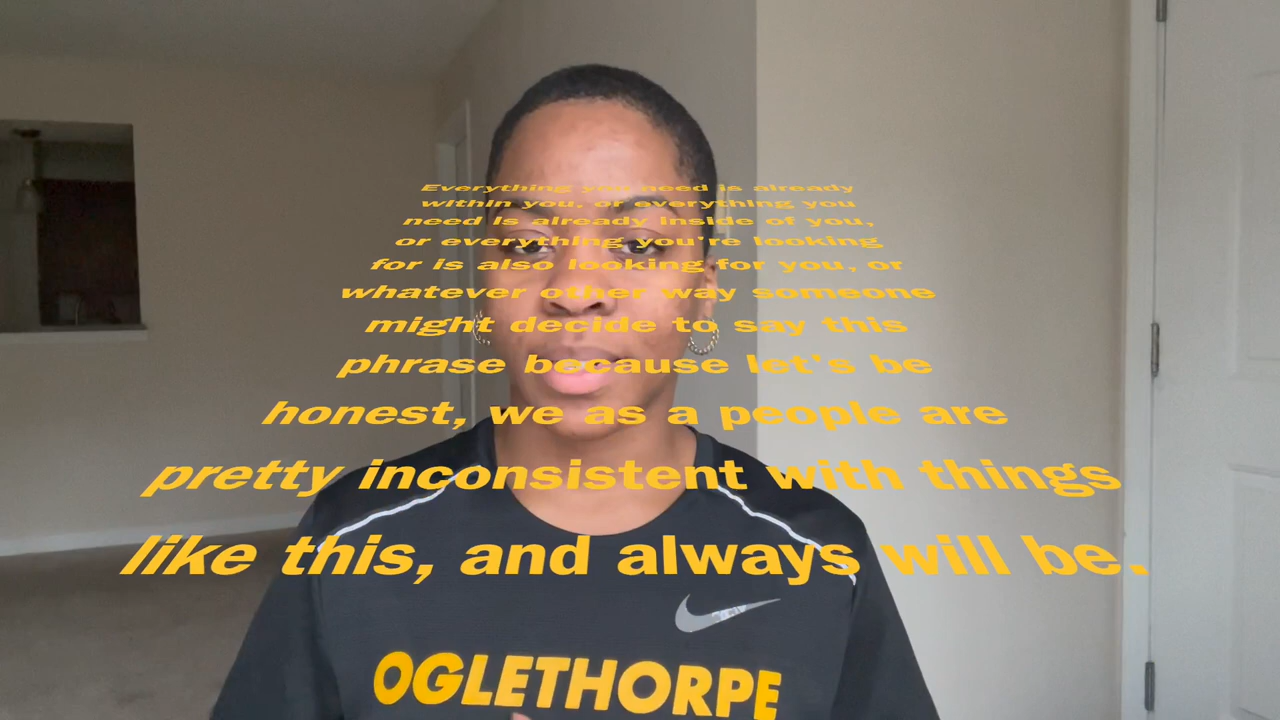 Everything you need is already
within you, or everything you
need is already inside of you,
or everything you're looking
for is also looking for you, or
whatever other way someone
might decide to say this
phrase because let's be
honest, we as a people are
pretty inconsistent with things
like this, and always will be.
OGLETHORPE